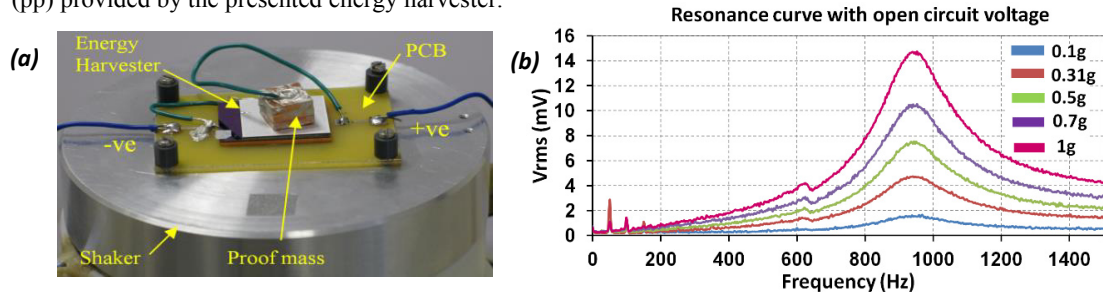 (pp) provided by the presented energy harvester.
(a)
Energy
Harvester
PCB
-ve
+ve
Shaker
Proof mass
(b)
Resonance curve with open circuit voltage
Vrms (mv)
16
14
12
10
8
6
4
2
0
0.1g
0.31g
0.5g
0.7g
1g
0 200 400 600 800 1000 1200 1400
Frequency (Hz)